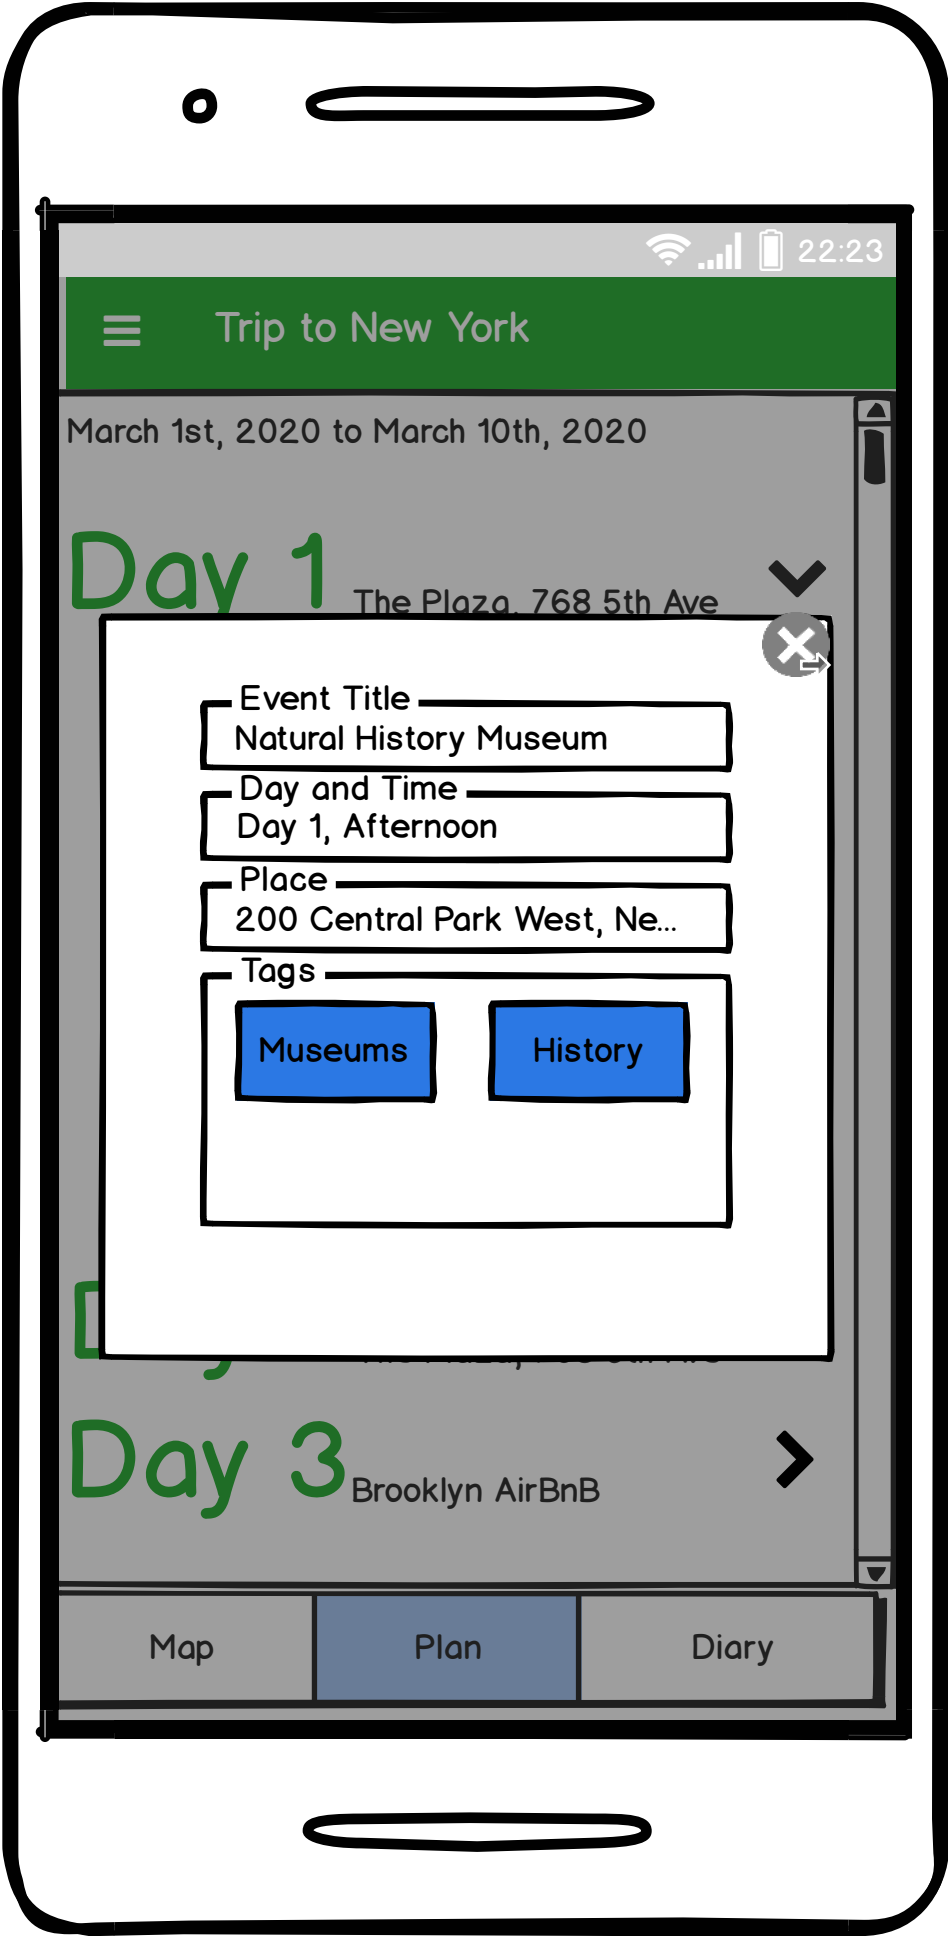 22:23
Trip to New York
March 1st, 2020 to March 10th, 2020
Day 1 The Plaza, 768 5th Ave
Event Title
Natural History Museum
Day and Time
Day 1, Afternoon
Place
200 Central Park West, Ne...
Tags
Museums History
Day 3 Brooklyn AirBnB
Map Plan Diary